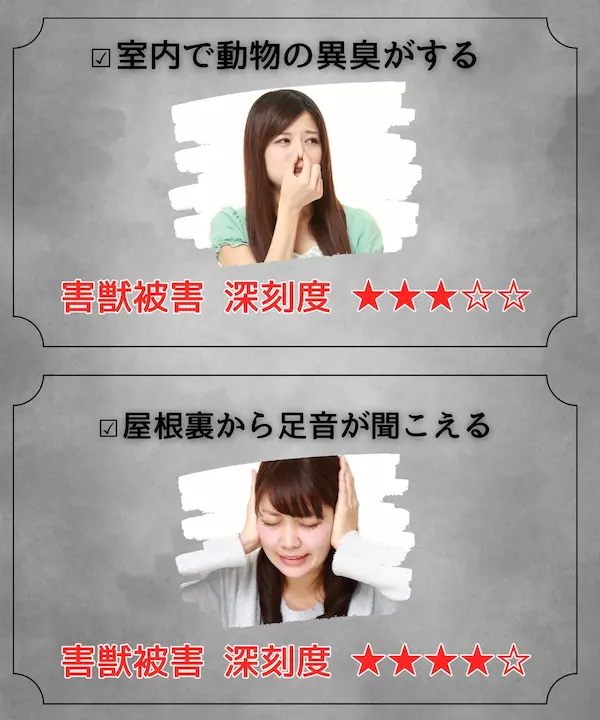 ☑室内で動物の異臭がする
害獣被害 深刻度 ★★★☆☆
☑屋根裏から足音が聞こえる
害獣被害 深刻度 ★★★★☆